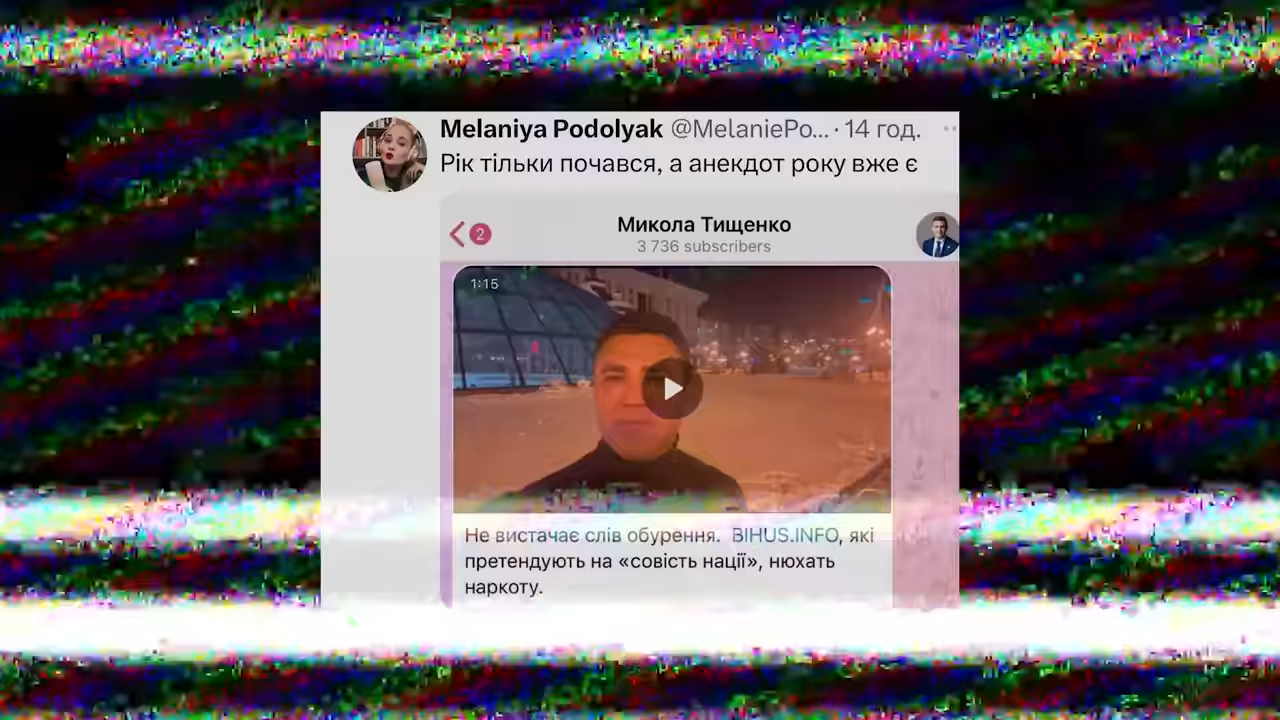 Melaniya Podolyak @MelaniePo... · 14 год.
Рік тільки почався, а анекдот року вже є
2
Микола Тищенко
3 736 subscribers
1:15
Не вистачає слів обурення. BIHUS.INFO, які
претендують на «совість нації», нюхать
наркоту.